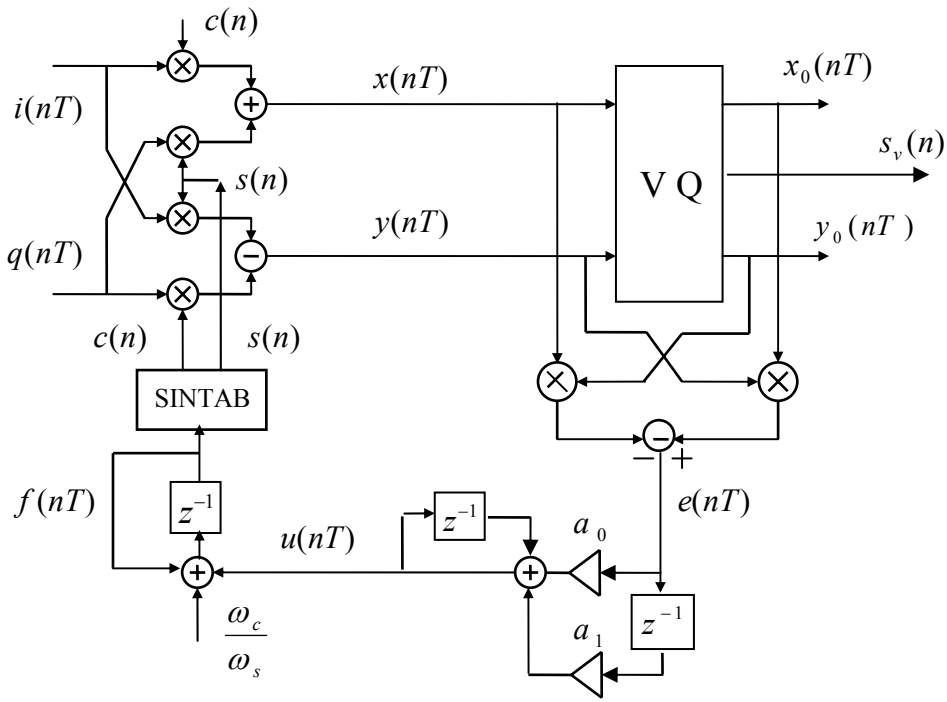 c(n)
x(nT)
x₀(nT)
i(nT)
s_v(n)
V Q
s(n)
y(nT)
y₀(nT)
q(nT)
c(n)
s(n)
SINTAB
− +
f(nT)
z⁻¹
z⁻¹
e(nT)
u(nT)
a₀
ω_c
ω_s
a₁
z⁻¹